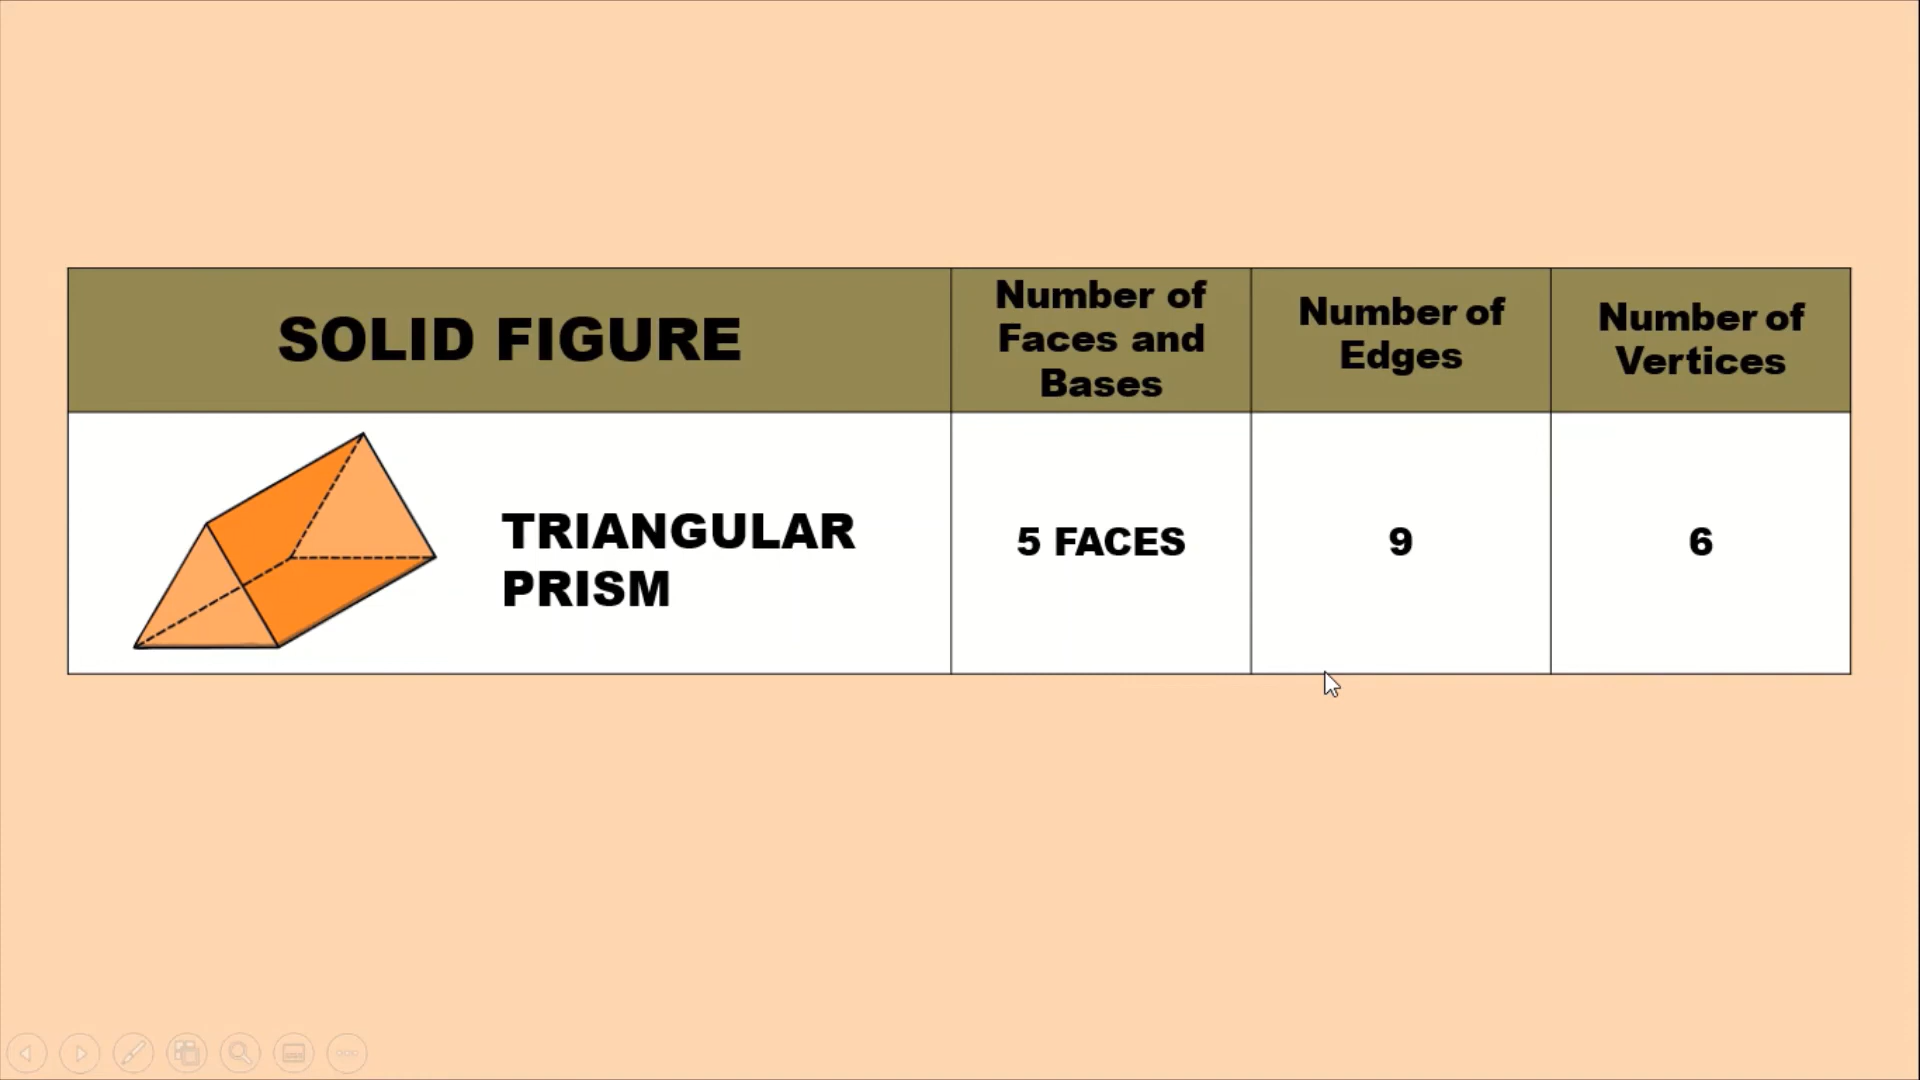 SOLID FIGURE
Number of
Faces and
Bases
Number of
Edges
Number of
Vertices
TRIANGULAR
PRISM
5 FACES
9
6